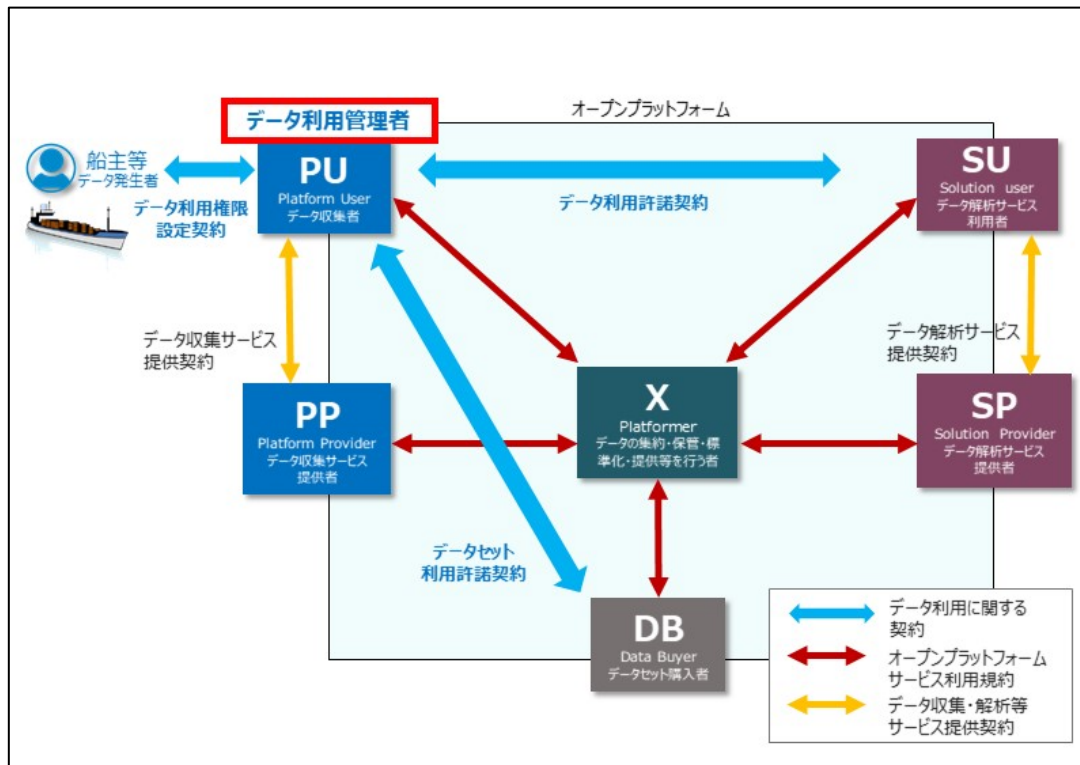 データ利用管理者
オープンプラットフォーム
船主等
データ発生者
データ利用権限
設定契約
PU
Platform User
データ収集者
データ利用許諾契約
SU
Solution user
データ解析サービス
利用者
データ収集サービス
提供契約
データ解析サービス
提供契約
PP
Platform Provider
データ収集サービス
提供者
X
Platformer
データの集約・保管・標
準化・提供等を行う者
SP
Solution Provider
データ解析サービス
提供者
データセット
利用許諾契約
DB
Data Buyer
データセット購入者
データ利用に関する
契約
オープンプラットフォーム
サービス利用規約
データ収集・解析等
サービス提供契約